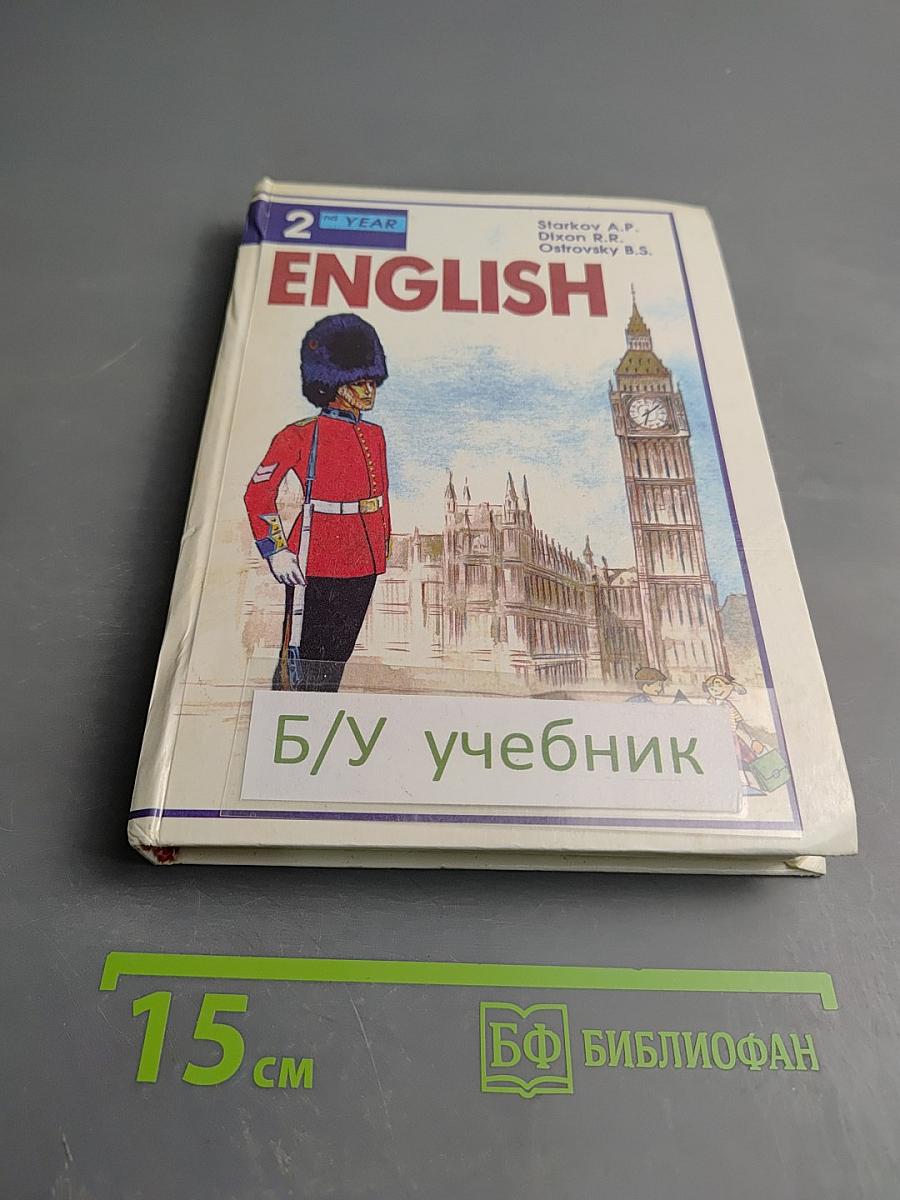 2nd YEAR
Starkov A.P.
Dixon R.R.
Ostrovsky B.S.
ENGLISH
Б/У учебник
15 см
БФ БИБЛИОФАН